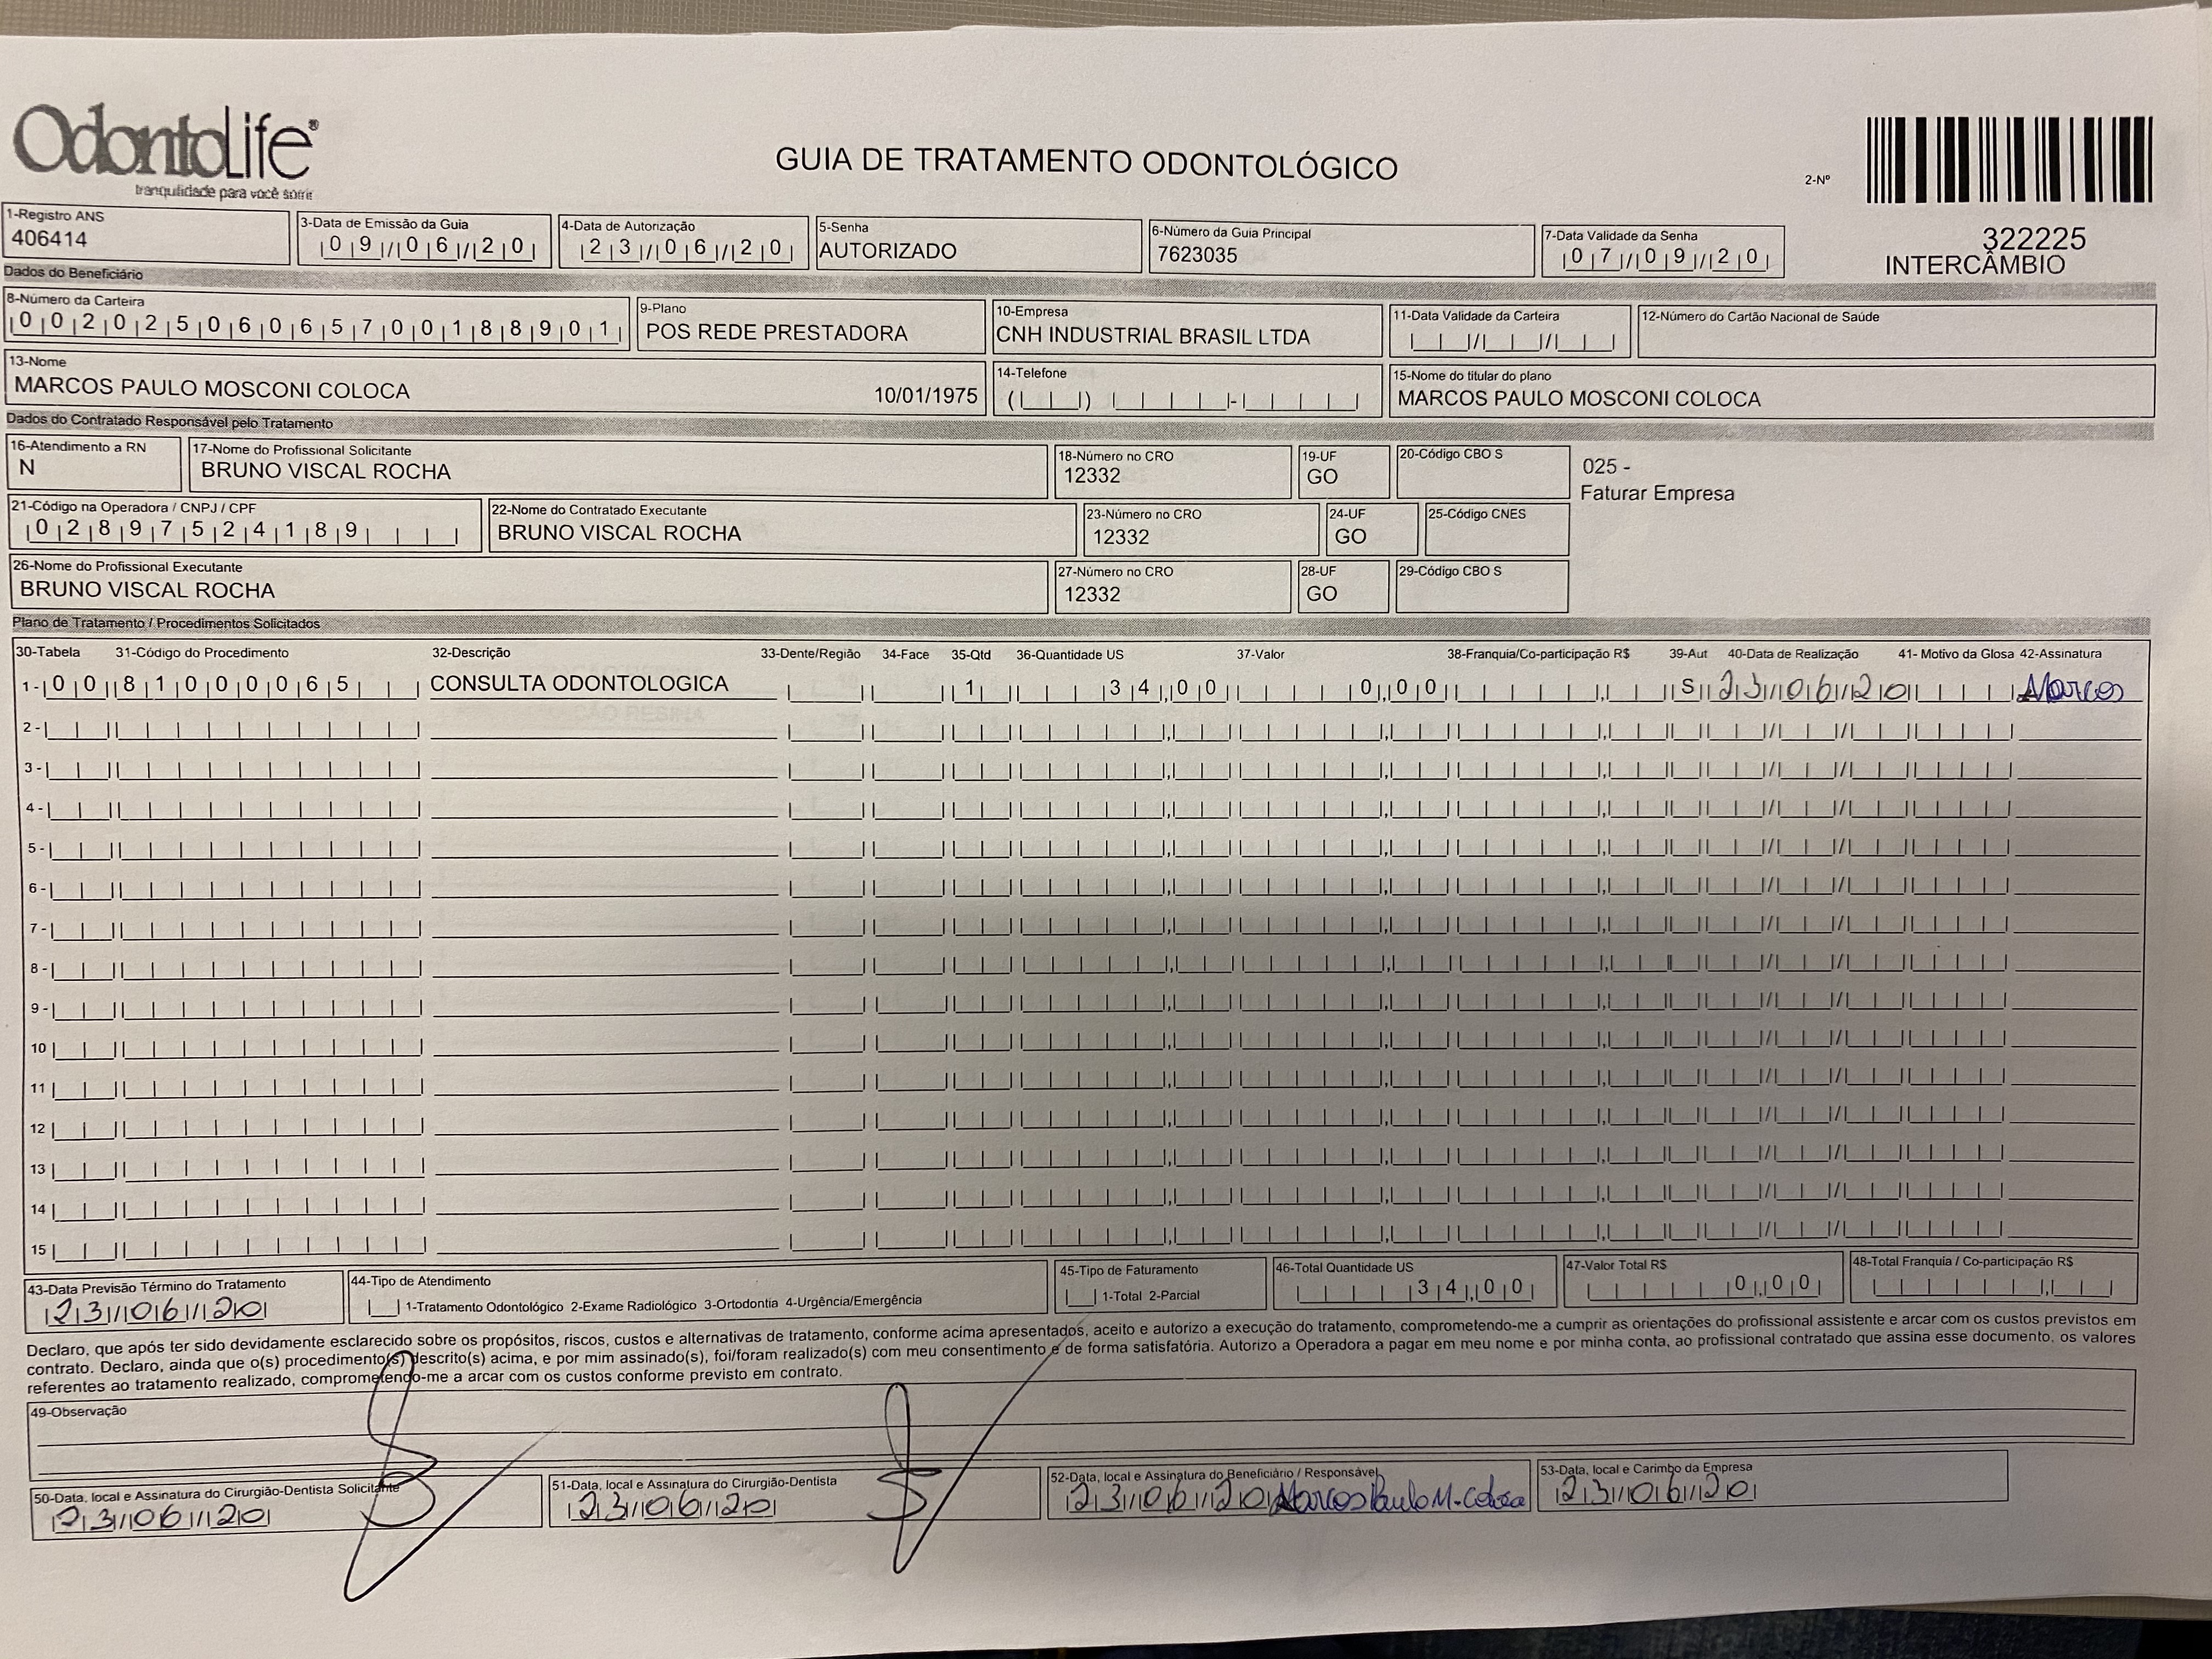 OdontoLife®
tranquilidade para você sorrir
GUIA DE TRATAMENTO ODONTOLÓGICO
2-Nº
322225
INTERCÂMBIO
1-Registro ANS
406414
3-Data de Emissão da Guia
09/06/20
4-Data de Autorização
23/06/20
5-Senha
AUTORIZADO
6-Número da Guia Principal
7623035
7-Data Validade da Senha
07/09/20
Dados do Beneficiário
8-Número da Carteira
00202506065700188901
9-Plano
POS REDE PRESTADORA
10-Empresa
CNH INDUSTRIAL BRASIL LTDA
11-Data Validade da Carteira
12-Número do Cartão Nacional de Saúde
13-Nome
MARCOS PAULO MOSCONI COLOCA 10/01/1975
14-Telefone
15-Nome do titular do plano
MARCOS PAULO MOSCONI COLOCA
Dados do Contratado Responsável pelo Tratamento
16-Atendimento a RN
N
17-Nome do Profissional Solicitante
BRUNO VISCAL ROCHA
18-Número no CRO
12332
19-UF
GO
20-Código CBO S
025 -
Faturar Empresa
21-Código na Operadora / CNPJ / CPF
02897524189
22-Nome do Contratado Executante
BRUNO VISCAL ROCHA
23-Número no CRO
12332
24-UF
GO
25-Código CNES
26-Nome do Profissional Executante
BRUNO VISCAL ROCHA
27-Número no CRO
12332
28-UF
GO
29-Código CBO S
Plano de Tratamento / Procedimentos Solicitados
30-Tabela 31-Código do Procedimento 32-Descrição 33-Dente/Região 34-Face 35-Qtd 36-Quantidade US 37-Valor 38-Franquia/Co-participação R$ 39-Aut 40-Data de Realização 41- Motivo da Glosa 42-Assinatura
1- 00 81000065 CONSULTA ODONTOLOGICA 1 34,00 0,00 S 23/06/20 Marcos
2-
3-
4-
5-
6-
7-
8-
9-
10
11
12
13
14
15
43-Data Previsão Término do Tratamento
23/06/20
44-Tipo de Atendimento
1-Tratamento Odontológico 2-Exame Radiológico 3-Ortodontia 4-Urgência/Emergência
45-Tipo de Faturamento
1-Total 2-Parcial
46-Total Quantidade US
34,00
47-Valor Total R$
0,00
48-Total Franquia / Co-participação R$
Declaro, que após ter sido devidamente esclarecido sobre os propósitos, riscos, custos e alternativas de tratamento, conforme acima apresentados, aceito e autorizo a execução do tratamento, comprometendo-me a cumprir as orientações do profissional assistente e arcar com os custos previstos em
contrato. Declaro, ainda que o(s) procedimento(s) descrito(s) acima, e por mim assinado(s), foi/foram realizado(s) com meu consentimento e de forma satisfatória. Autorizo a Operadora a pagar em meu nome e por minha conta, ao profissional contratado que assina esse documento, os valores
referentes ao tratamento realizado, comprometendo-me a arcar com os custos conforme previsto em contrato.
49-Observação
50-Data, local e Assinatura do Cirurgião-Dentista Solicitante
23/06/20
51-Data, local e Assinatura do Cirurgião-Dentista
23/06/20
52-Data, local e Assinatura do Beneficiário / Responsável
23/06/20 Marcos Paulo M. Coloca
53-Data, local e Carimbo da Empresa
23/06/20